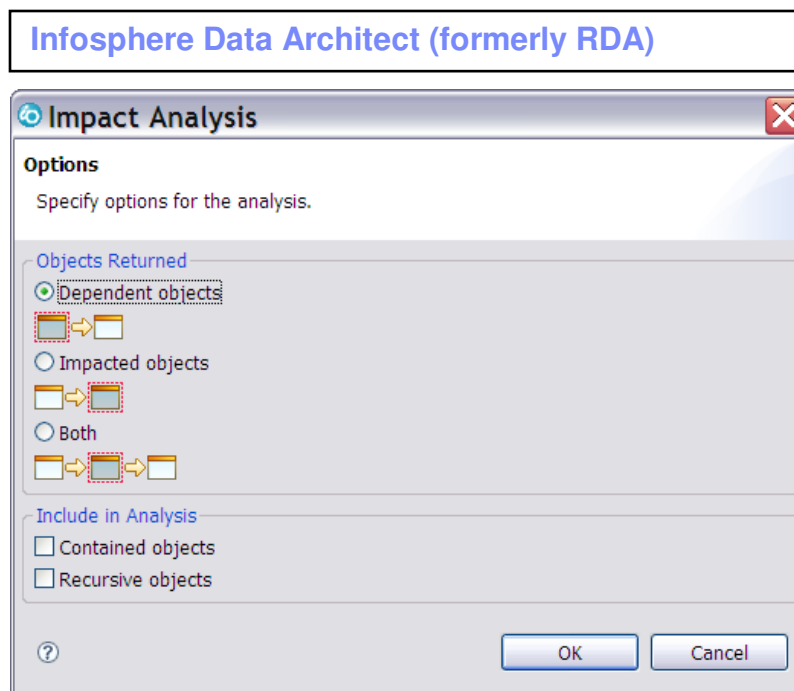 Infosphere Data Architect (formerly RDA)
Impact Analysis
Options
Specify options for the analysis.
Objects Returned
Dependent objects
Impacted objects
Both
Include in Analysis
Contained objects
Recursive objects
OK Cancel